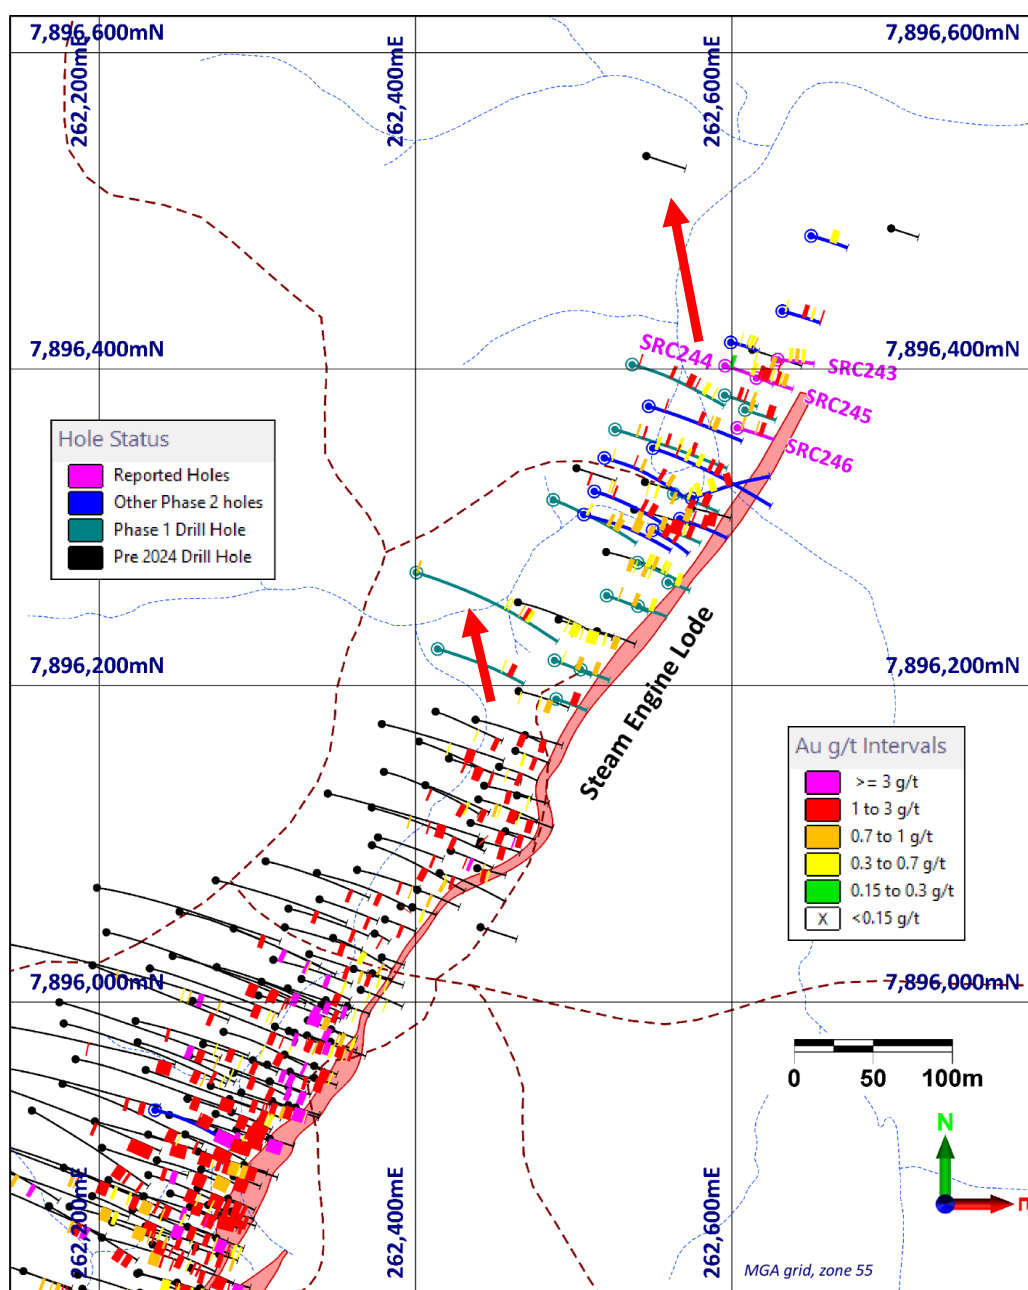 7,896,600mN
7,896,600mN
262,200mE
262,400mE
262,600mE
7,896,400mN
7,896,400mN
SRC244
SRC243
SRC245
SRC246
Hole Status
Reported Holes
Other Phase 2 holes
Phase 1 Drill Hole
Pre 2024 Drill Hole
7,896,200mN
7,896,200mN
Steam Engine Lode
Au g/t Intervals
>= 3 g/t
1 to 3 g/t
0.7 to 1 g/t
0.3 to 0.7 g/t
0.15 to 0.3 g/t
X <0.15 g/t
7,896,000mN
7,896,000mN
0 50 100m
N
262,200mE
262,400mE
262,600mE
MGA grid, zone 55